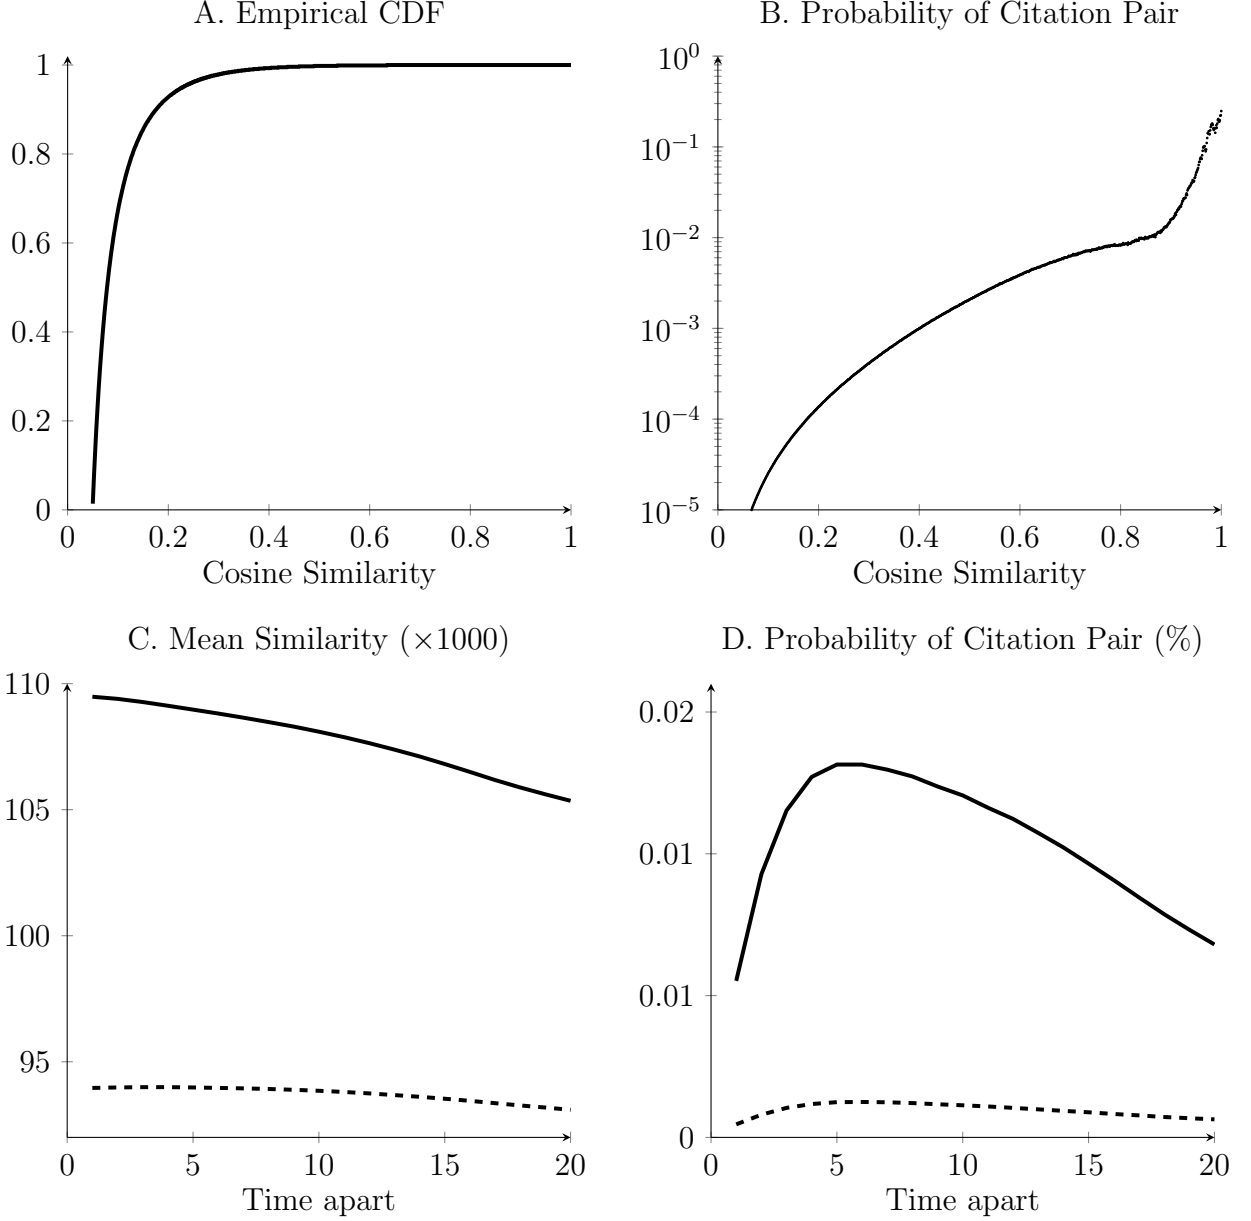 A. Empirical CDF
1
0.8
0.6
0.4
0.2
0
0 0.2 0.4 0.6 0.8 1
Cosine Similarity
B. Probability of Citation Pair
10^0
10^−1
10^−2
10^−3
10^−4
10^−5
0 0.2 0.4 0.6 0.8 1
Cosine Similarity
C. Mean Similarity (×1000)
110
105
100
95
0 5 10 15 20
Time apart
D. Probability of Citation Pair (%)
0.02
0.01
0.01
0
0 5 10 15 20
Time apart